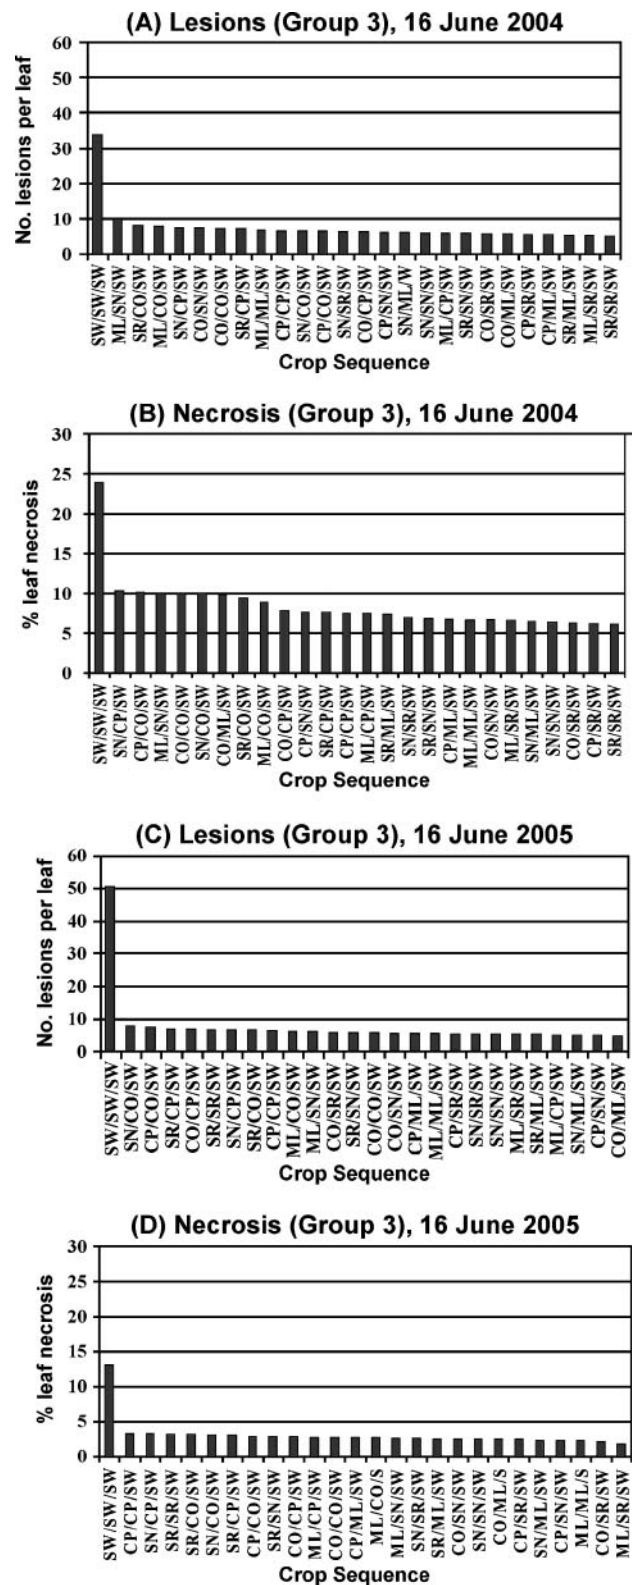 (A) Lesions (Group 3), 16 June 2004
No. lesions per leaf
60
50
40
30
20
10
0
SW/SW/SW
ML/SN/SW
SR/CO/SW
ML/CO/SW
SN/CP/SW
CO/SN/SW
CO/CO/SW
SR/CP/SW
ML/ML/SW
CP/CP/SW
SN/CO/SW
CP/CO/SW
SN/SR/SW
CO/CP/SW
CP/SN/SW
SN/ML/W
SN/SN/SW
ML/CP/SW
SR/SN/SW
CO/SR/SW
CO/ML/SW
CP/SR/SW
CP/ML/SW
SR/ML/SW
ML/SR/SW
SR/SR/SW
Crop Sequence
(B) Necrosis (Group 3), 16 June 2004
% leaf necrosis
30
25
20
15
10
5
0
SW/SW/SW
SN/CP/SW
CP/CO/SW
ML/SN/SW
CO/CO/SW
SN/CO/SW
CO/ML/SW
SR/CO/SW
ML/CO/SW
CO/CP/SW
CP/SN/SW
SR/CP/SW
CP/CP/SW
ML/CP/SW
SR/ML/SW
SN/SR/SW
SR/SN/SW
CP/ML/SW
ML/ML/SW
CO/SN/SW
ML/SR/SW
SN/ML/SW
SN/SN/SW
CO/SR/SW
CP/SR/SW
SR/SR/SW
Crop Sequence
(C) Lesions (Group 3), 16 June 2005
No. lesions per leaf
60
50
40
30
20
10
0
SW/SW/SW
SN/CO/SW
CP/CO/SW
SR/CP/SW
CO/CP/SW
SR/SR/SW
SN/CP/SW
SR/CO/SW
CP/CP/SW
ML/CO/SW
ML/SN/SW
CO/SR/SW
SR/SN/SW
CO/CO/SW
CO/SN/SW
CP/ML/SW
ML/ML/SW
CP/SR/SW
SN/SR/SW
SN/SN/SW
ML/SR/SW
SR/ML/SW
ML/CP/SW
SN/ML/SW
CP/SN/SW
CO/ML/SW
Crop Sequence
(D) Necrosis (Group 3), 16 June 2005
% leaf necrosis
30
25
20
15
10
5
0
SW/SW/SW
CP/CP/SW
SN/CP/SW
SR/SR/SW
SR/CO/SW
SN/CO/SW
SR/CP/SW
CP/CO/SW
SR/SN/SW
CO/CP/SW
ML/CP/SW
CO/CO/SW
CP/ML/SW
ML/CO/S
ML/SN/SW
SN/SR/SW
SR/ML/SW
CO/SN/SW
SN/SN/SW
CO/ML/S
CP/SR/SW
SN/ML/SW
CP/SN/SW
ML/ML/S
CO/SR/SW
ML/SR/SW
Crop Sequence